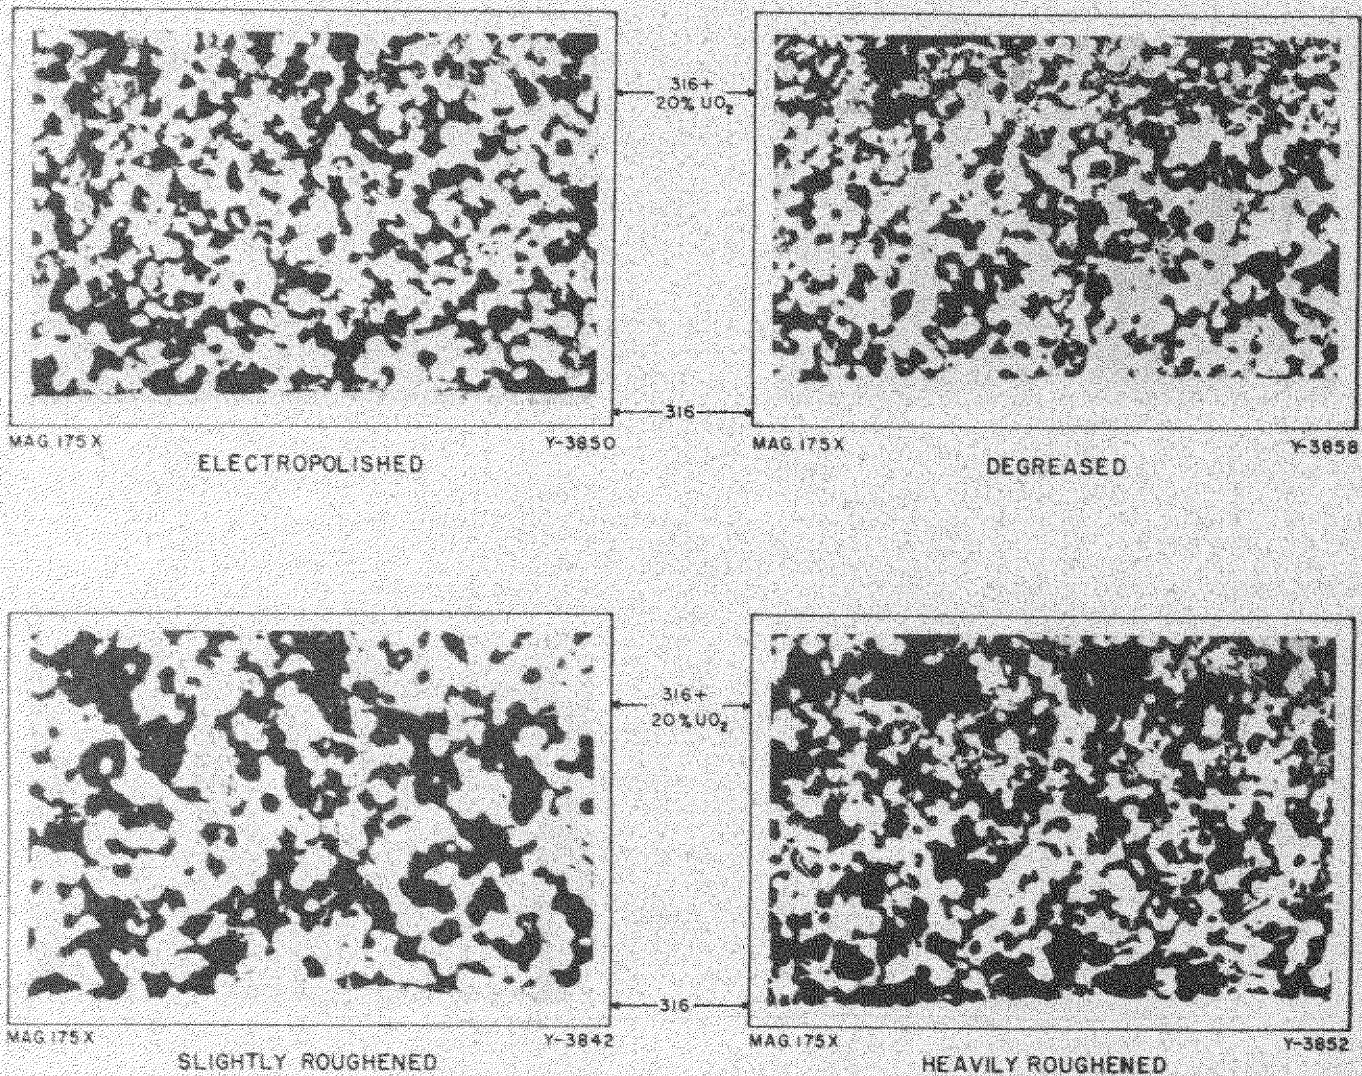 316+
20% UO₂
316
MAG. 175X Y-3850
ELECTROPOLISHED
MAG. 175X Y-3858
DEGREASED
316+
20% UO₂
316
MAG. 175X Y-3842
SLIGHTLY ROUGHENED
MAG. 175X Y-3852
HEAVILY ROUGHENED